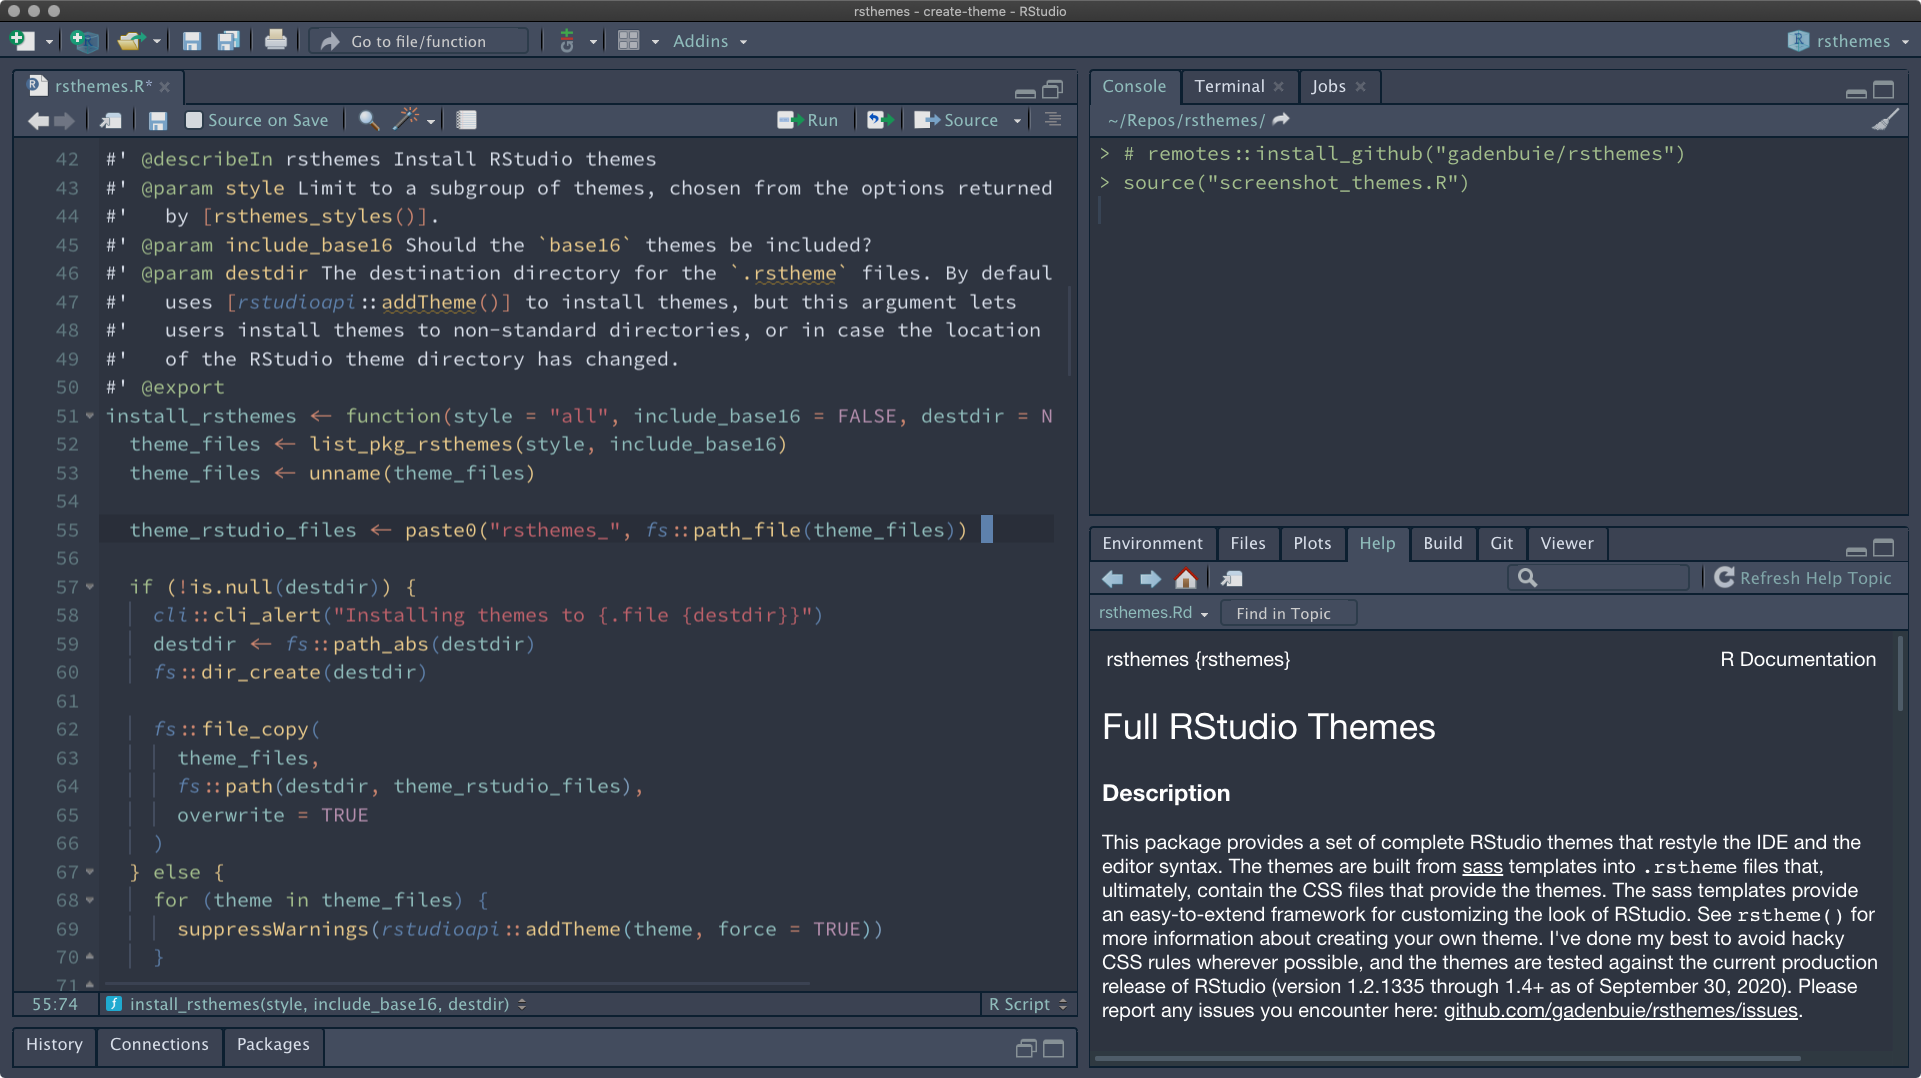 rsthemes - create-theme - RStudio
Go to file/function
Addins
rsthemes
rsthemes.R*
Source on Save
Run
Source
42 #' @describeIn rsthemes Install RStudio themes
43 #' @param style Limit to a subgroup of themes, chosen from the options returned
44 #'   by [rsthemes_styles()].
45 #' @param include_base16 Should the `base16` themes be included?
46 #' @param destdir The destination directory for the `.rstheme` files. By defaul
47 #'   uses [rstudioapi::addTheme()] to install themes, but this argument lets
48 #'   users install themes to non-standard directories, or in case the location
49 #'   of the RStudio theme directory has changed.
50 #' @export
51 install_rsthemes <- function(style = "all", include_base16 = FALSE, destdir = N
52   theme_files <- list_pkg_rsthemes(style, include_base16)
53   theme_files <- unname(theme_files)
54
55   theme_rstudio_files <- paste0("rsthemes_", fs::path_file(theme_files))
56
57   if (!is.null(destdir)) {
58     cli::cli_alert("Installing themes to {.file {destdir}}")
59     destdir <- fs::path_abs(destdir)
60     fs::dir_create(destdir)
61
62     fs::file_copy(
63       theme_files,
64       fs::path(destdir, theme_rstudio_files),
65       overwrite = TRUE
66     )
67   } else {
68     for (theme in theme_files) {
69       suppressWarnings(rstudioapi::addTheme(theme, force = TRUE))
70     }
71
55:74
install_rsthemes(style, include_base16, destdir)
R Script
History
Connections
Packages
Console
Terminal
Jobs
~/Repos/rsthemes/
> # remotes::install_github("gadenbuie/rsthemes")
> source("screenshot_themes.R")
Environment
Files
Plots
Help
Build
Git
Viewer
Refresh Help Topic
rsthemes.Rd
Find in Topic
rsthemes {rsthemes}
R Documentation
Full RStudio Themes
Description
This package provides a set of complete RStudio themes that restyle the IDE and the
editor syntax. The themes are built from sass templates into .rstheme files that,
ultimately, contain the CSS files that provide the themes. The sass templates provide
an easy-to-extend framework for customizing the look of RStudio. See rstheme() for
more information about creating your own theme. I've done my best to avoid hacky
CSS rules wherever possible, and the themes are tested against the current production
release of RStudio (version 1.2.1335 through 1.4+ as of September 30, 2020). Please
report any issues you encounter here: github.com/gadenbuie/rsthemes/issues.